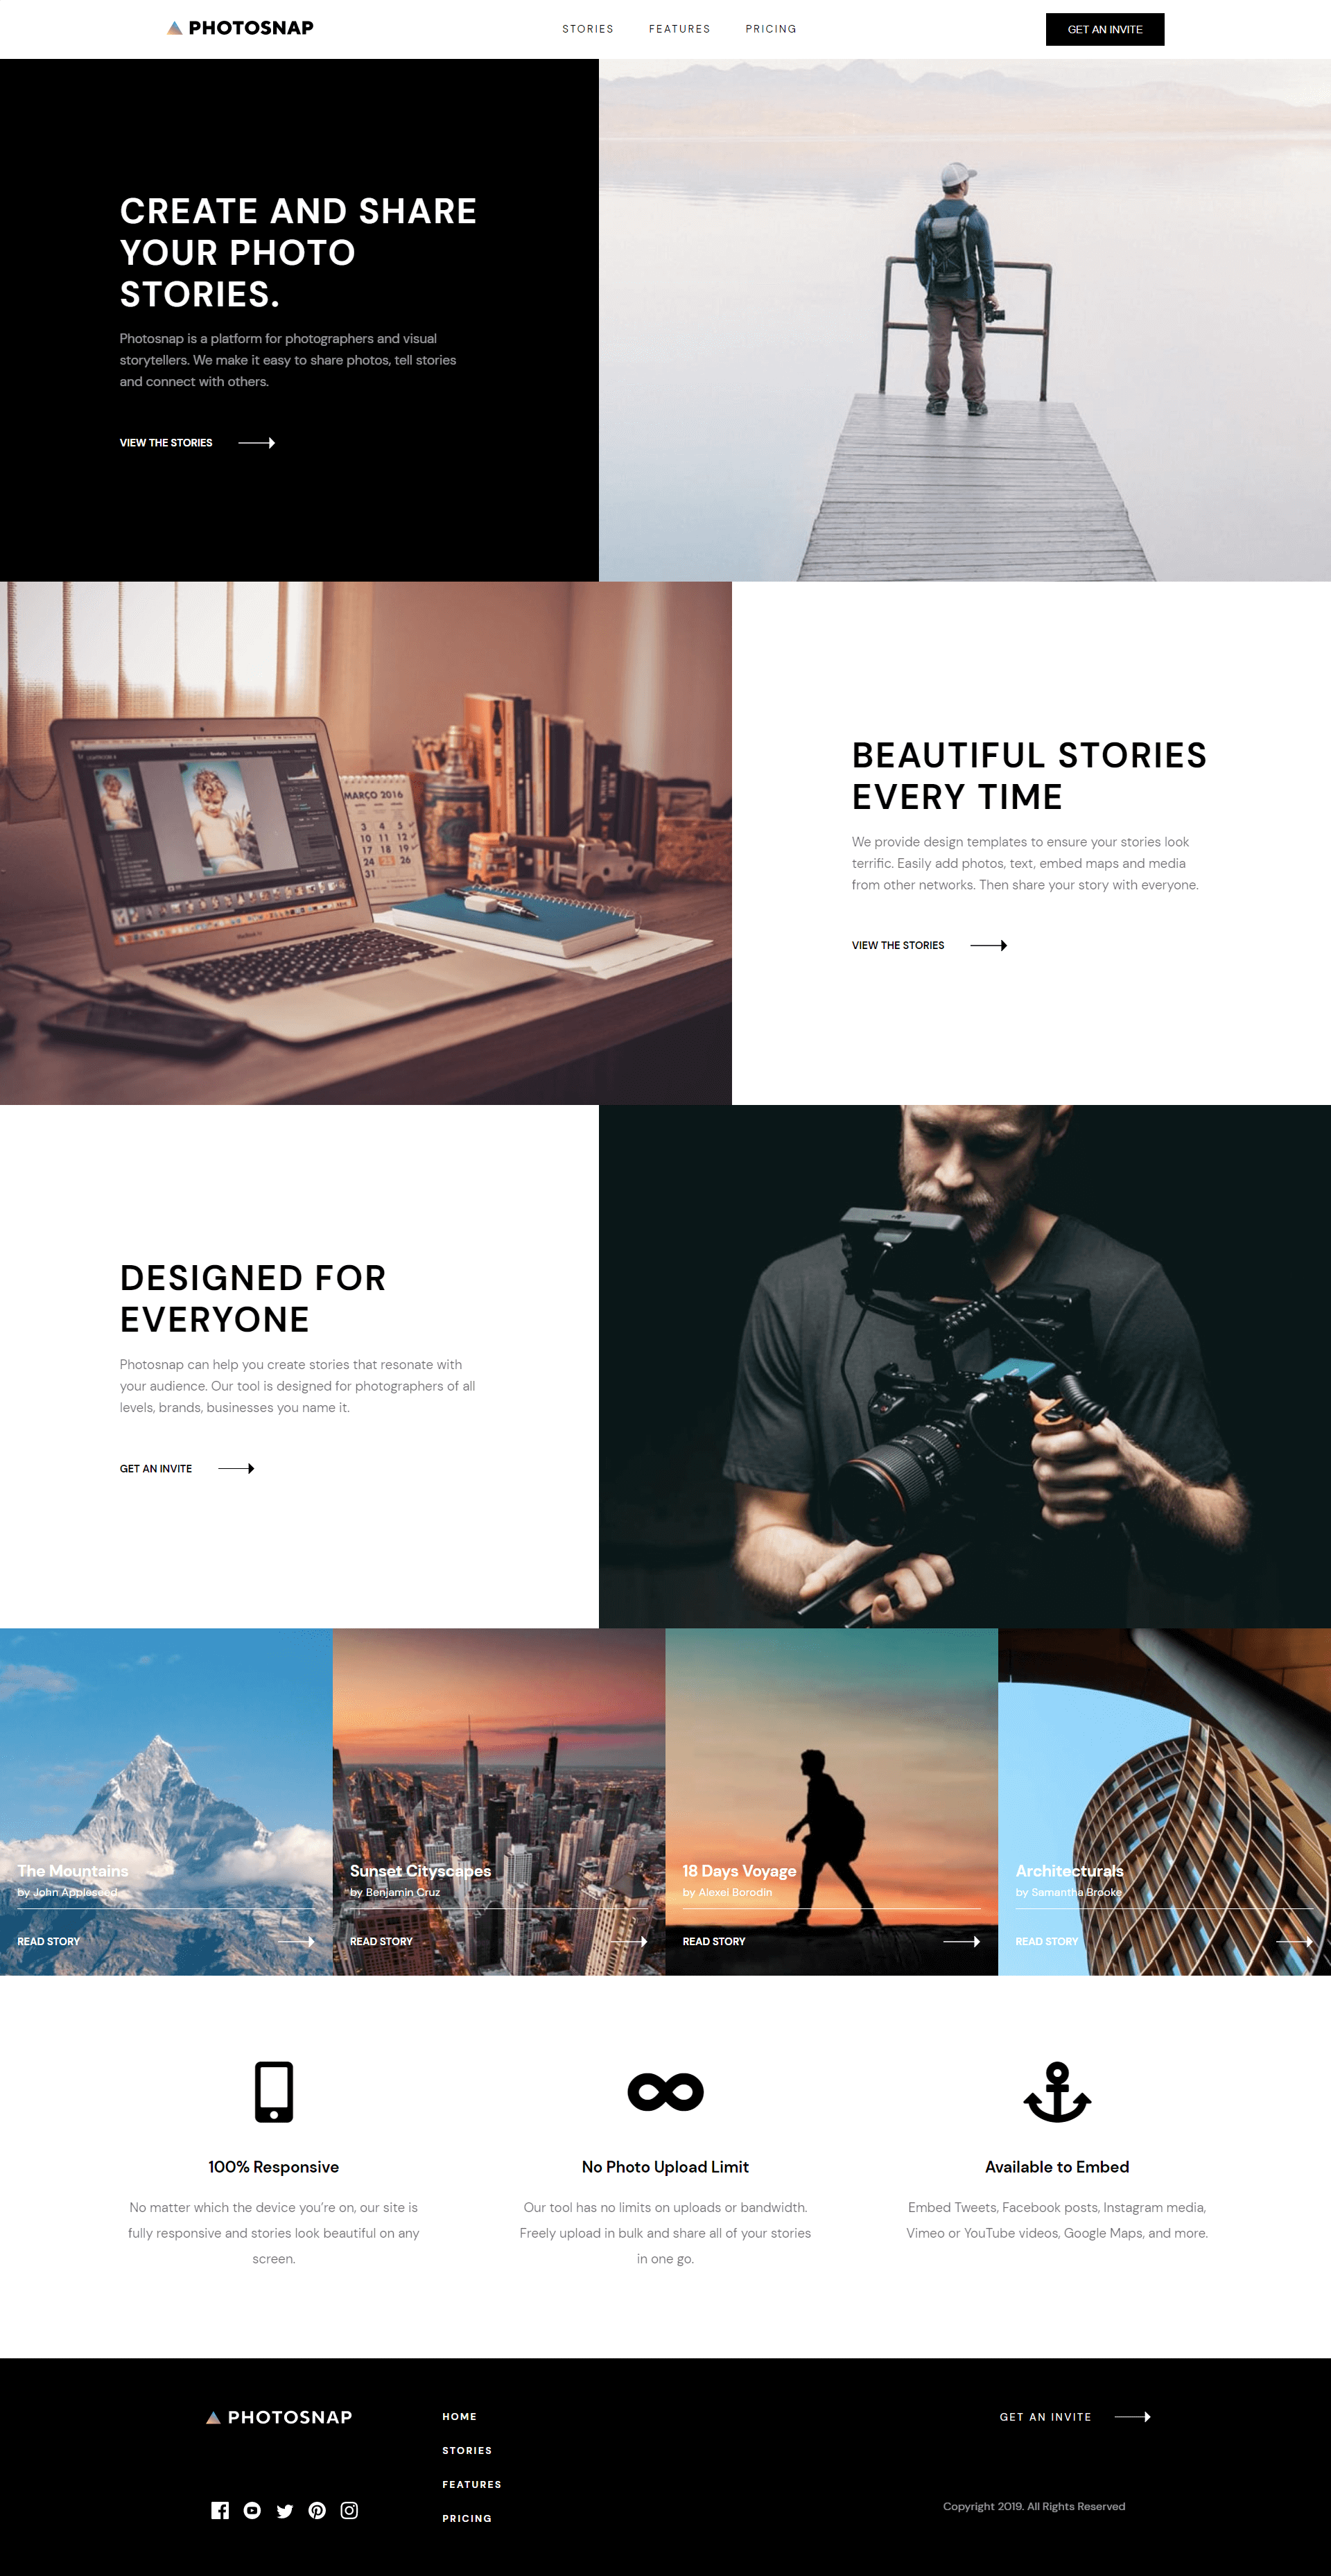 PHOTOSNAP
STORIES FEATURES PRICING
GET AN INVITE
CREATE AND SHARE
YOUR PHOTO
STORIES.
Photosnap is a platform for photographers and visual
storytellers. We make it easy to share photos, tell stories
and connect with others.
VIEW THE STORIES
MARÇO 2016
BEAUTIFUL STORIES
EVERY TIME
We provide design templates to ensure your stories look
terrific. Easily add photos, text, embed maps and media
from other networks. Then share your story with everyone.
VIEW THE STORIES
DESIGNED FOR
EVERYONE
Photosnap can help you create stories that resonate with
your audience. Our tool is designed for photographers of all
levels, brands, businesses you name it.
GET AN INVITE
The Mountains
by John Appleseed
READ STORY
Sunset Cityscapes
by Benjamin Cruz
READ STORY
18 Days Voyage
by Alexei Borodin
READ STORY
Architecturals
by Samantha Brooke
READ STORY
100% Responsive
No matter which the device you’re on, our site is
fully responsive and stories look beautiful on any
screen.
No Photo Upload Limit
Our tool has no limits on uploads or bandwidth.
Freely upload in bulk and share all of your stories
in one go.
Available to Embed
Embed Tweets, Facebook posts, Instagram media,
Vimeo or YouTube videos, Google Maps, and more.
PHOTOSNAP
HOME
STORIES
FEATURES
PRICING
GET AN INVITE
Copyright 2019. All Rights Reserved